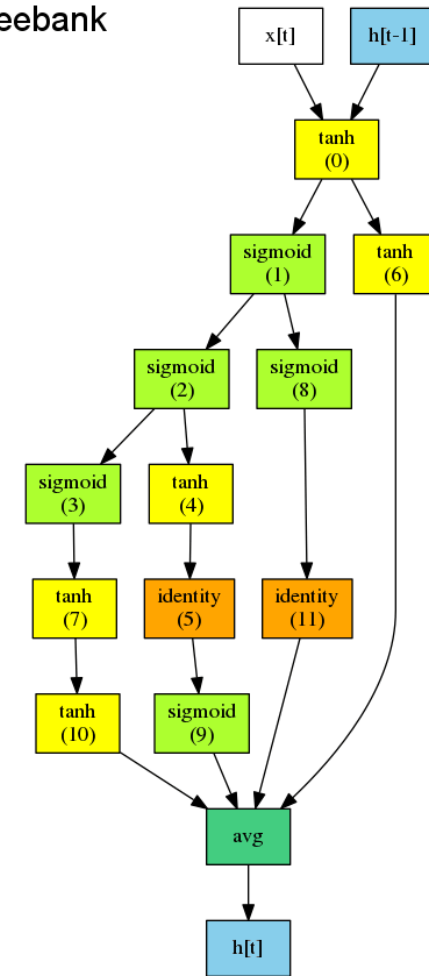 eebank
x[t]
h[t-1]
tanh
(0)
sigmoid
(1)
tanh
(6)
sigmoid
(2)
sigmoid
(8)
sigmoid
(3)
tanh
(4)
tanh
(7)
identity
(5)
identity
(11)
tanh
(10)
sigmoid
(9)
avg
h[t]